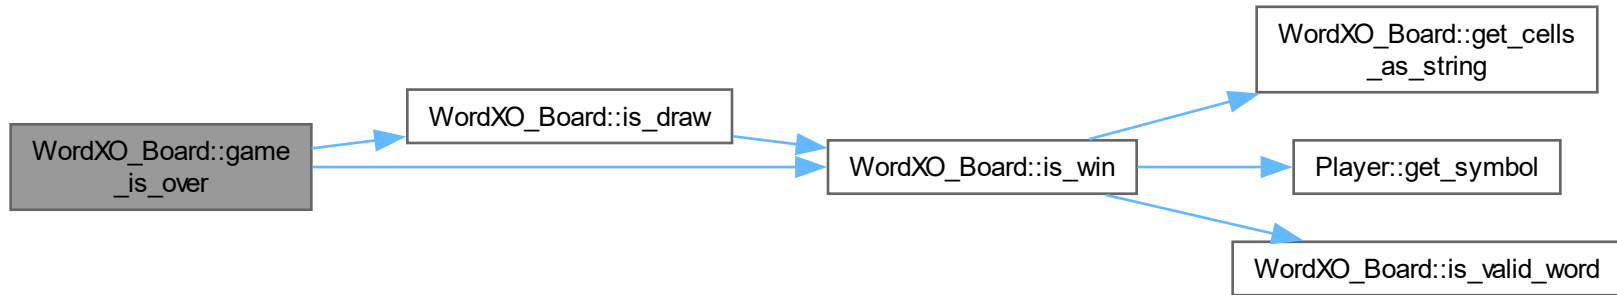 WordXO_Board::game
_is_over
WordXO_Board::is_draw
WordXO_Board::is_win
WordXO_Board::get_cells
_as_string
Player::get_symbol
WordXO_Board::is_valid_word